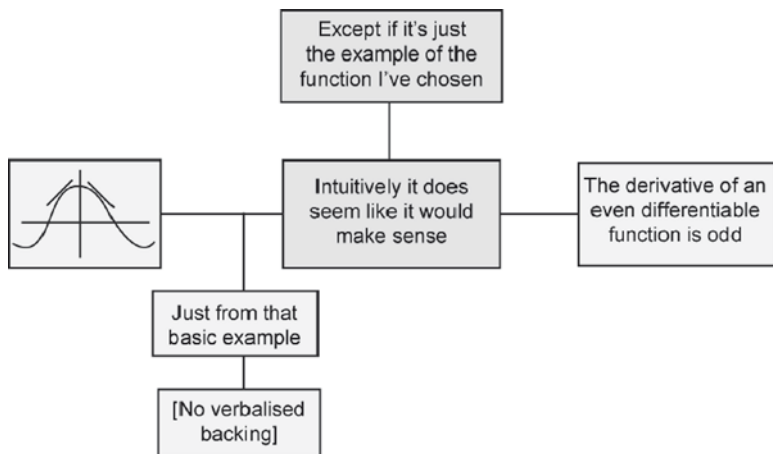 Except if it's just
the example of the
function I've chosen
Intuitively it does
seem like it would
make sense
The derivative of an
even differentiable
function is odd
Just from that
basic example
[No verbalised
backing]